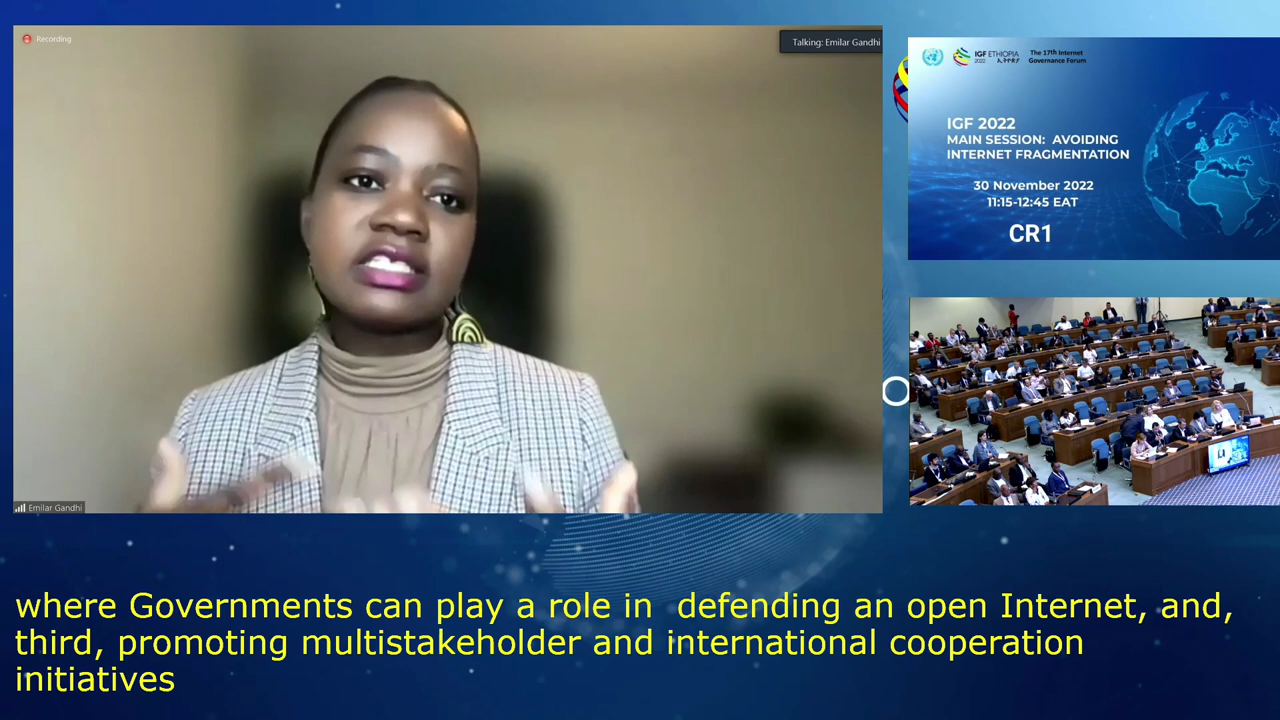 Recording
Talking: Emilar Gandhi
IGF ETHIOPIA
2022 ኢትዮጵያ
The 17th Internet
Governance Forum
IGF 2022
MAIN SESSION: AVOIDING
INTERNET FRAGMENTATION
30 November 2022
11:15-12:45 EAT
CR1
O
Emilar Gandhi
where Governments can play a role in  defending an open Internet, and,
third, promoting multistakeholder and international cooperation
initiatives